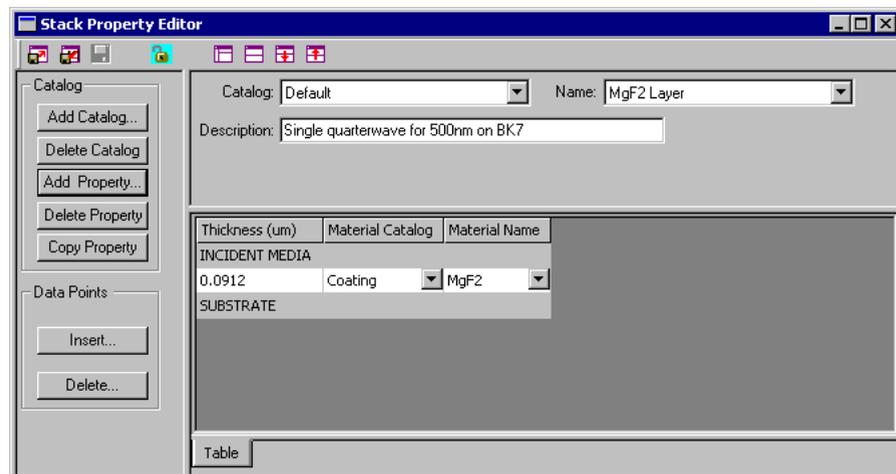 Stack Property Editor
Catalog
Add Catalog...
Delete Catalog
Add Property...
Delete Property
Copy Property
Data Points
Insert...
Delete...
Catalog: Default Name: MgF2 Layer
Description: Single quarterwave for 500nm on BK7
Thickness (um) Material Catalog Material Name
INCIDENT MEDIA
0.0912 Coating MgF2
SUBSTRATE
Table